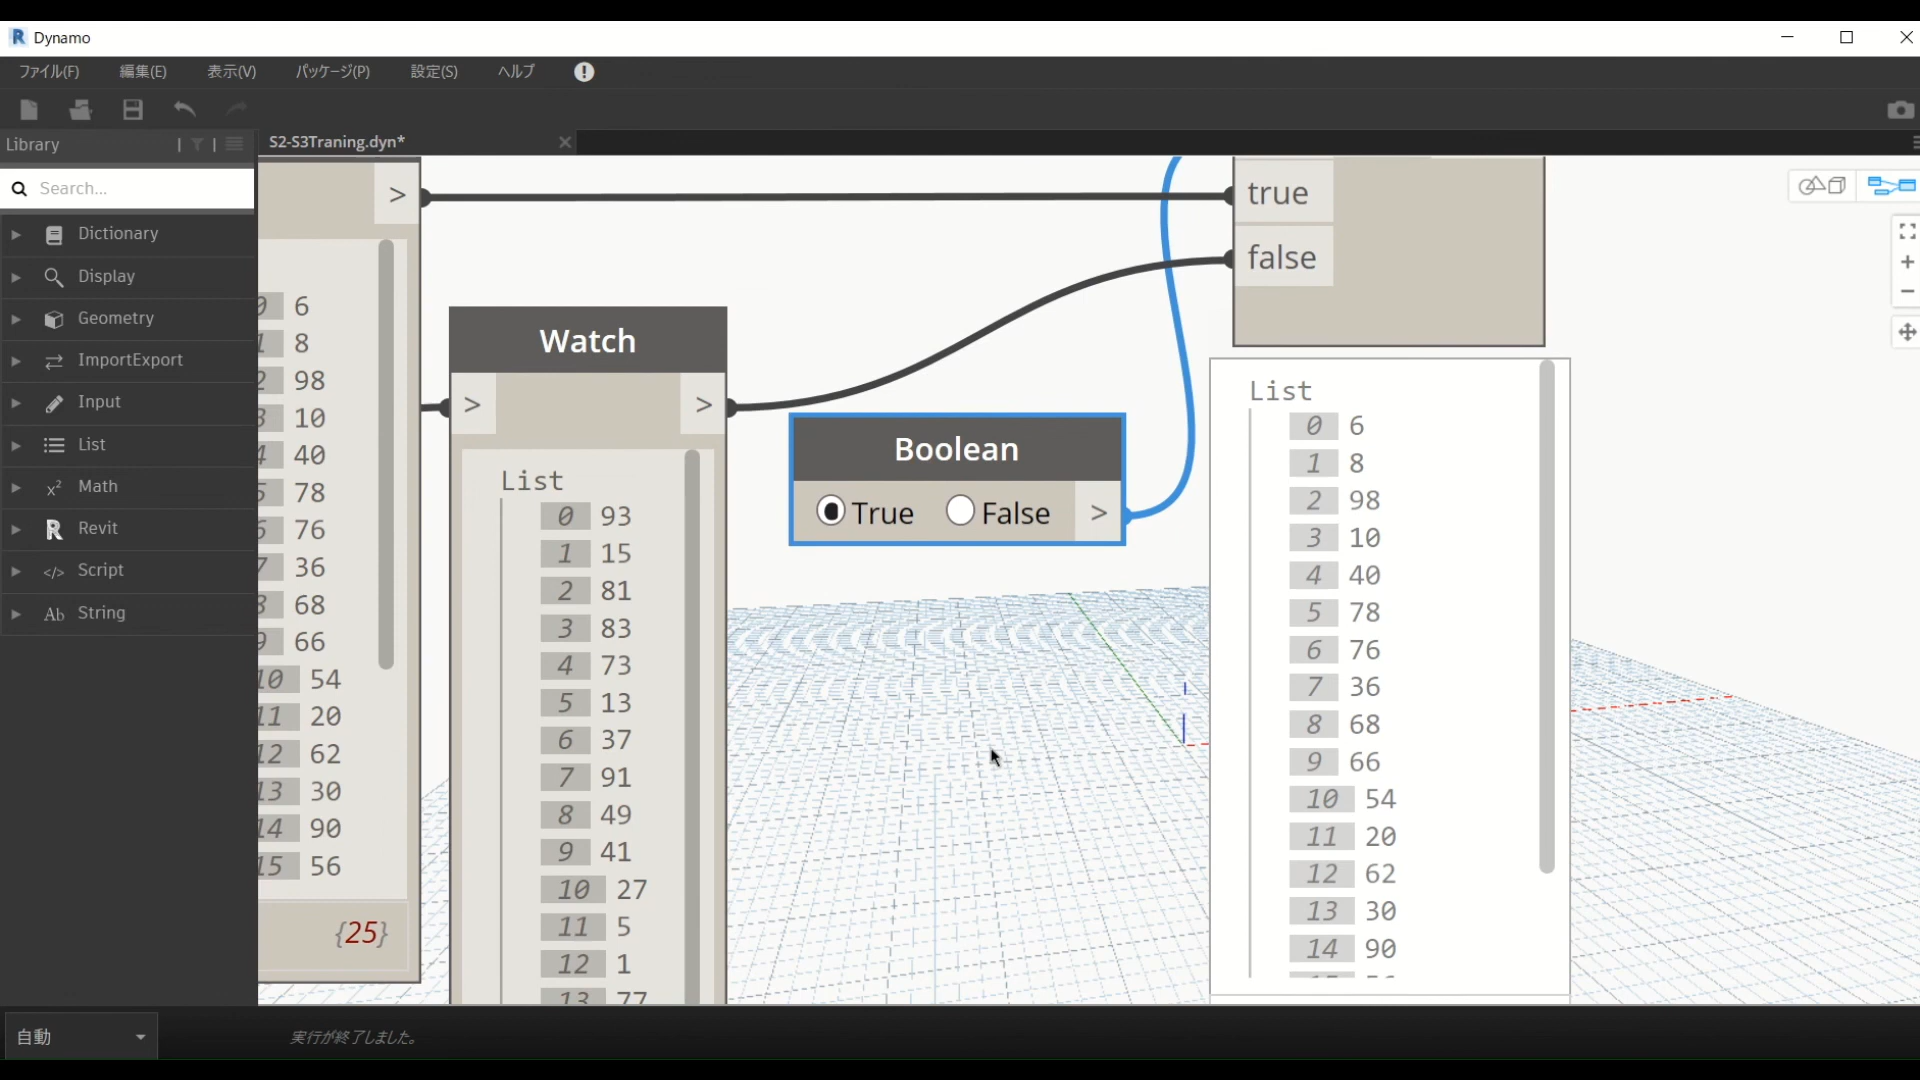 Dynamo
ファイル(F) 編集(E) 表示(V) パッケージ(P) 設定(S) ヘルプ
Library
S2-S3Traning.dyn*
Search...
Dictionary
Display
Geometry
ImportExport
Input
List
Math
Revit
Script
String
>
6
8
98
10
40
78
76
36
68
66
10 54
11 20
12 62
13 30
14 90
15 56
{25}
Watch
> >
List
0 93
1 15
2 81
3 83
4 73
5 13
6 37
7 91
8 49
9 41
10 27
11 5
12 1
13 77
Boolean
True False >
true
false
List
0 6
1 8
2 98
3 10
4 40
5 78
6 76
7 36
8 68
9 66
10 54
11 20
12 62
13 30
14 90
自動
実行が終了しました。